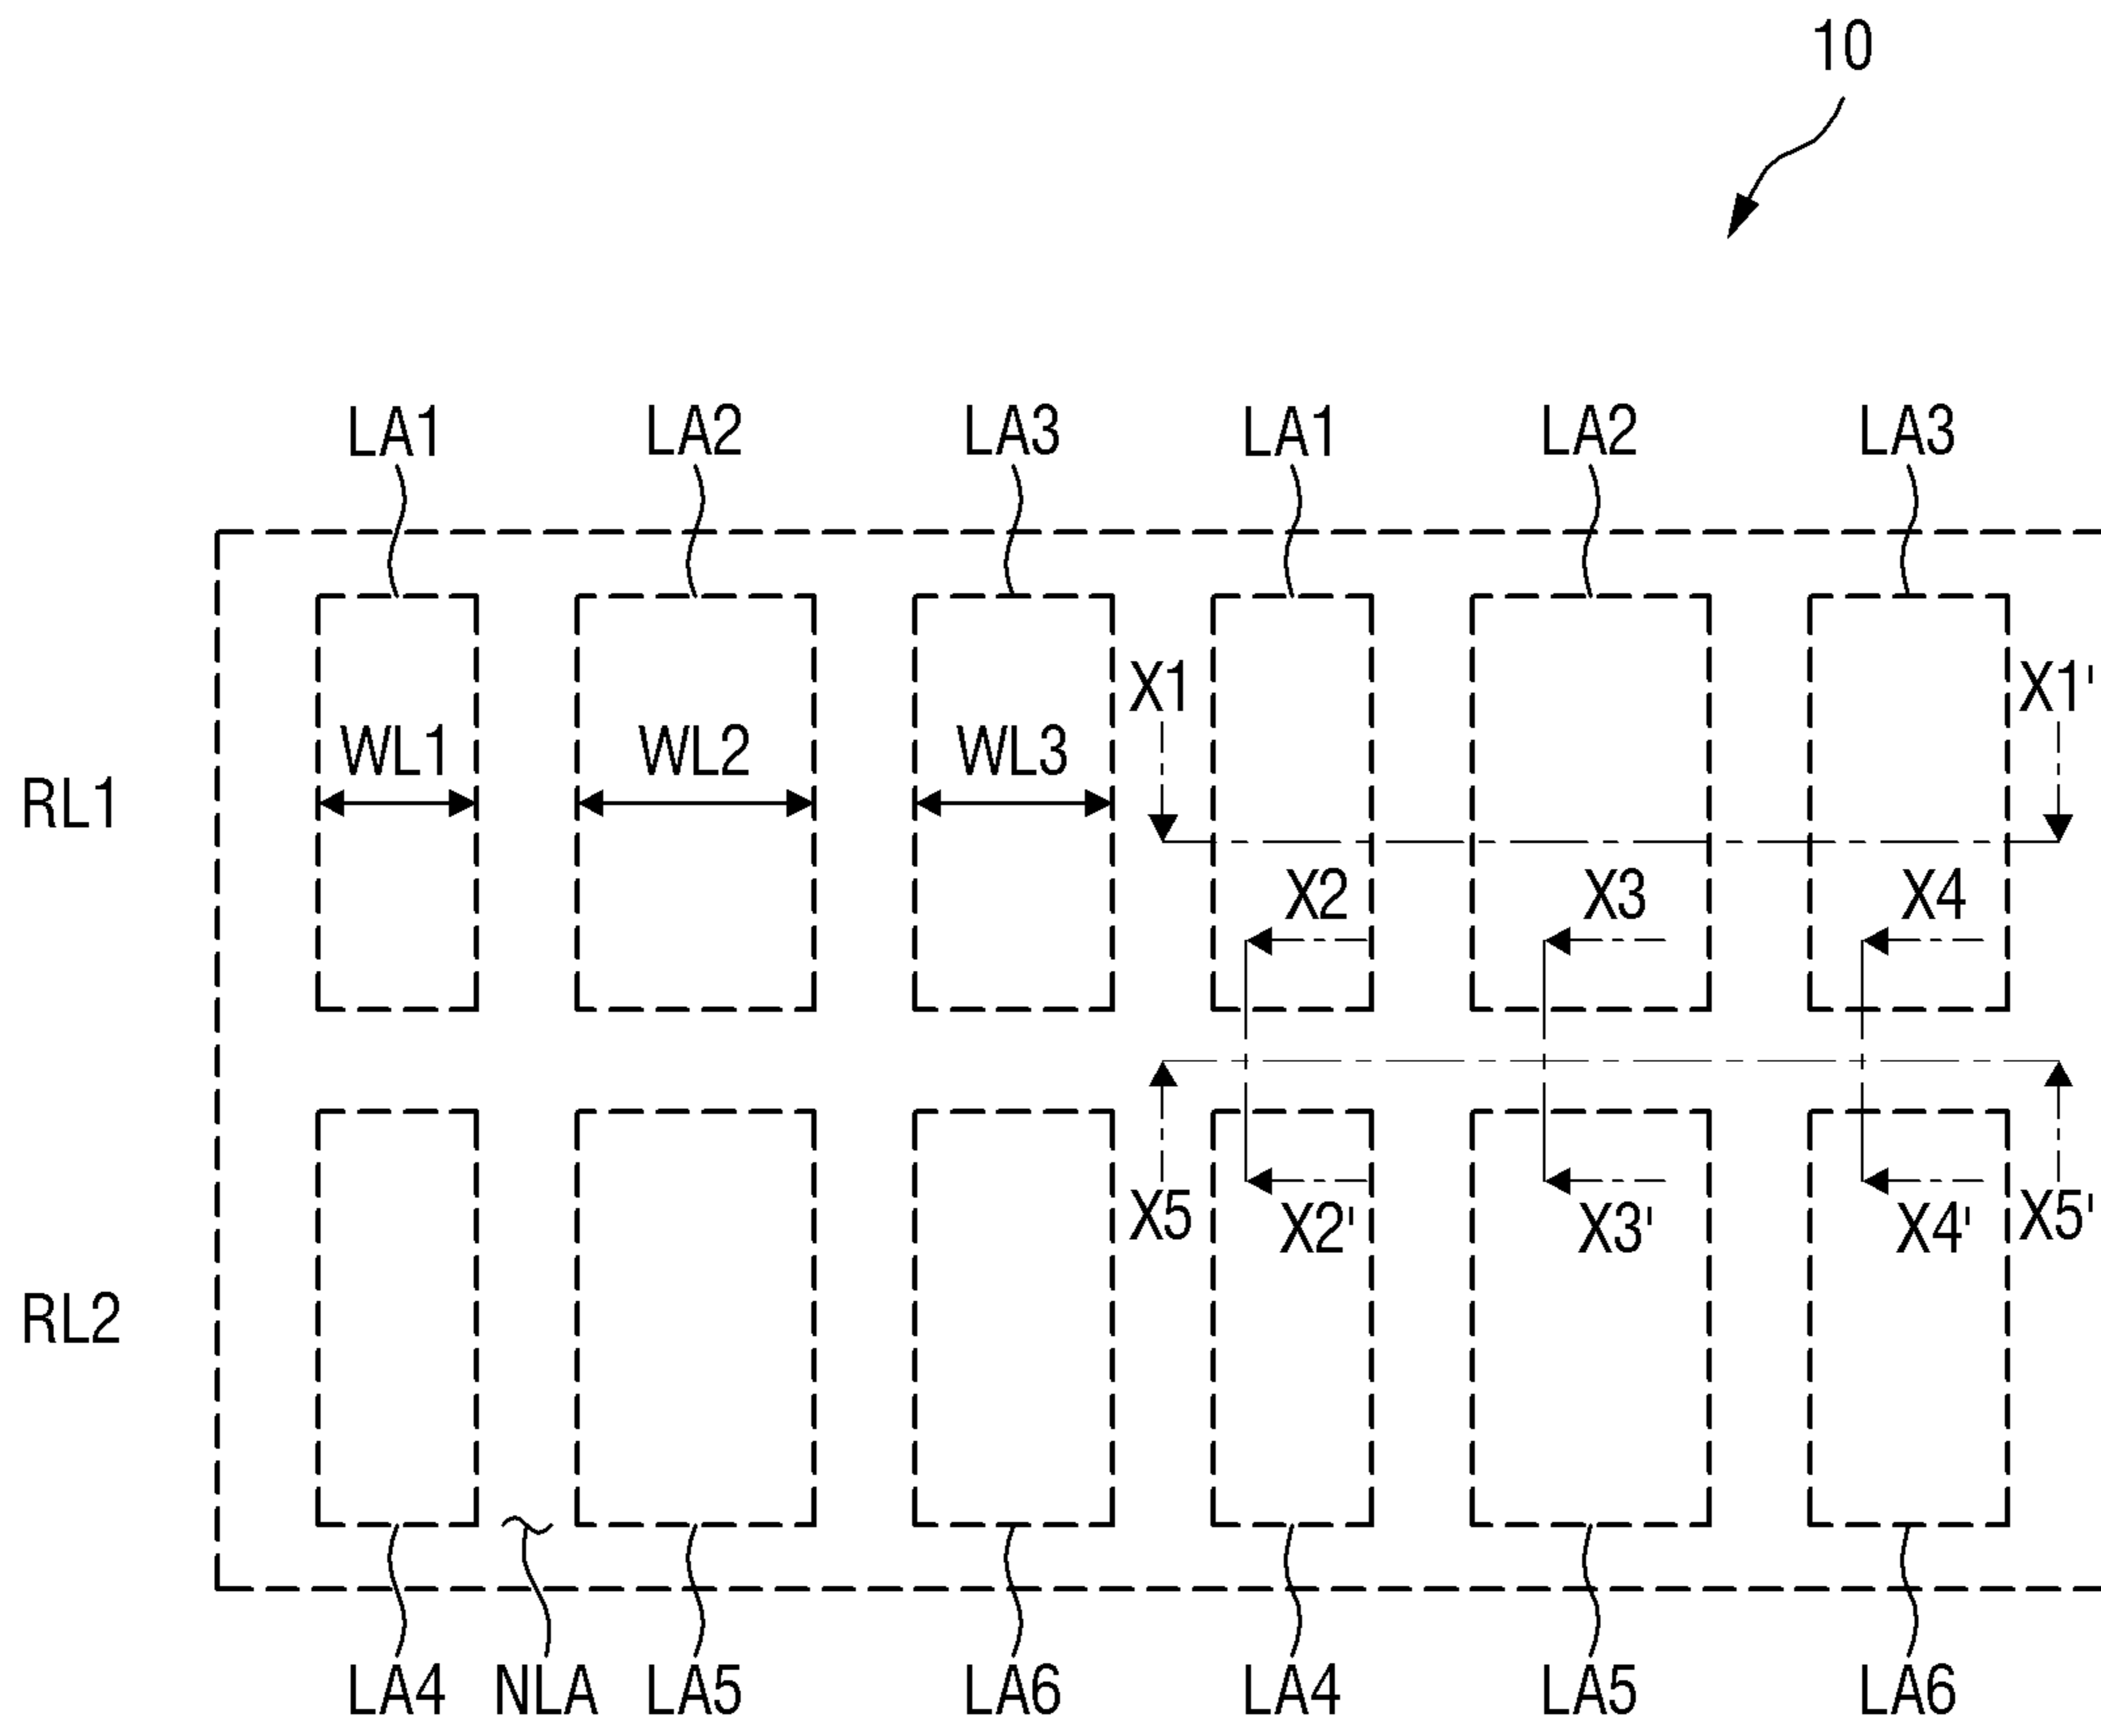 10
LA1 LA2 LA3 LA1 LA2 LA3
X1 X1'
WL1 WL2 WL3
RL1
X2 X3 X4
X5 X2' X3' X4' X5'
RL2
LA4 NLA LA5 LA6 LA4 LA5 LA6